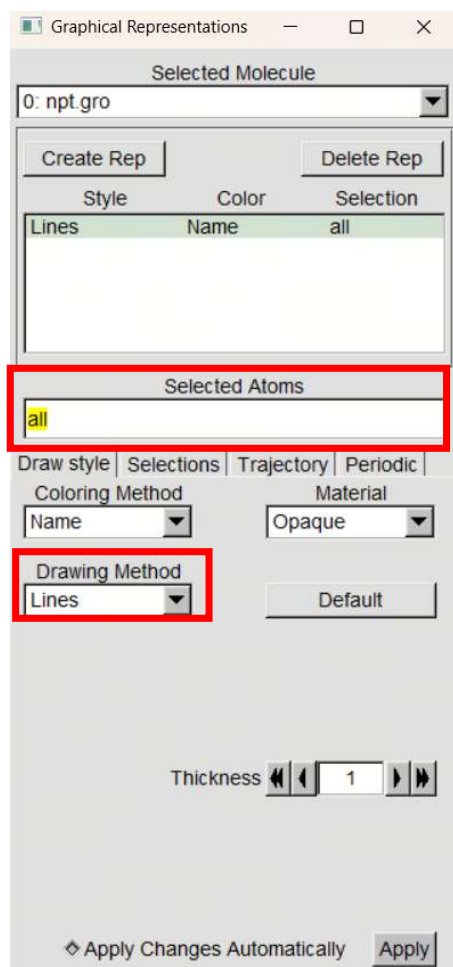 Graphical Representations
Selected Molecule
0: npt.gro
Create Rep Delete Rep
Style Color Selection
Lines Name all
Selected Atoms
all
Draw style Selections Trajectory Periodic
Coloring Method Material
Name Opaque
Drawing Method
Lines Default
Thickness 1
Apply Changes Automatically Apply